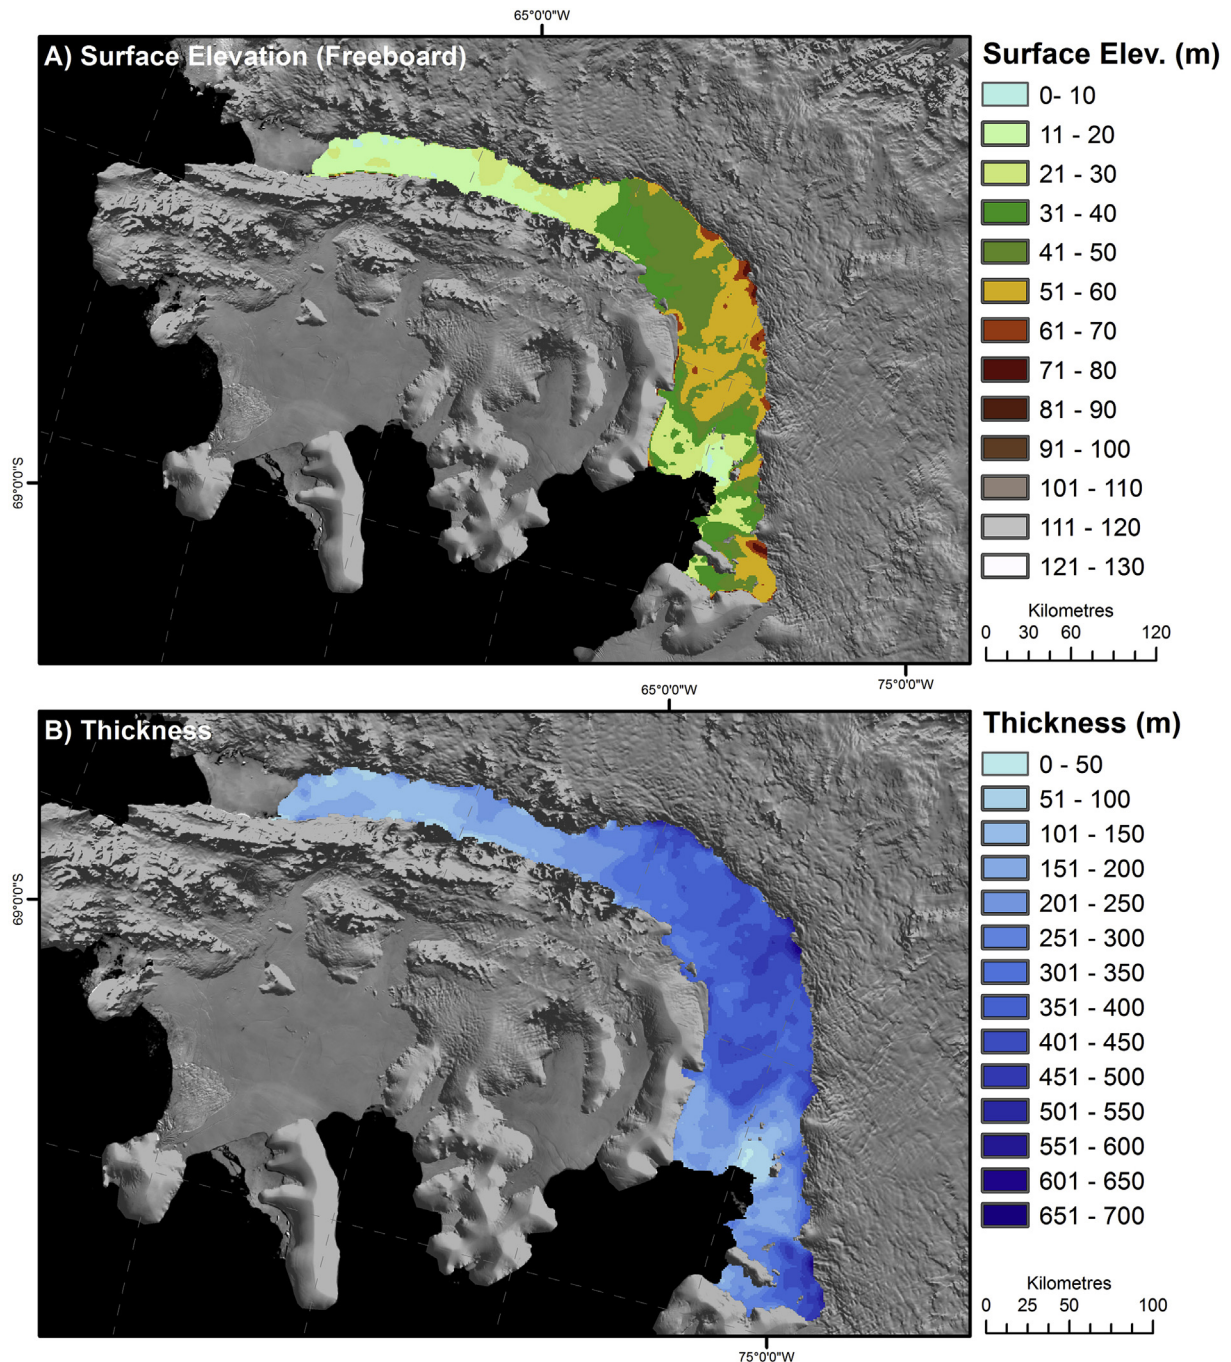 65°0'0"W
A) Surface Elevation (Freeboard)
69°0'0"S
75°0'0"W
Surface Elev. (m)
0- 10
11 - 20
21 - 30
31 - 40
41 - 50
51 - 60
61 - 70
71 - 80
81 - 90
91 - 100
101 - 110
111 - 120
121 - 130
Kilometres
0 30 60 120
65°0'0"W
B) Thickness
69°0'0"S
75°0'0"W
Thickness (m)
0 - 50
51 - 100
101 - 150
151 - 200
201 - 250
251 - 300
301 - 350
351 - 400
401 - 450
451 - 500
501 - 550
551 - 600
601 - 650
651 - 700
Kilometres
0 25 50 100